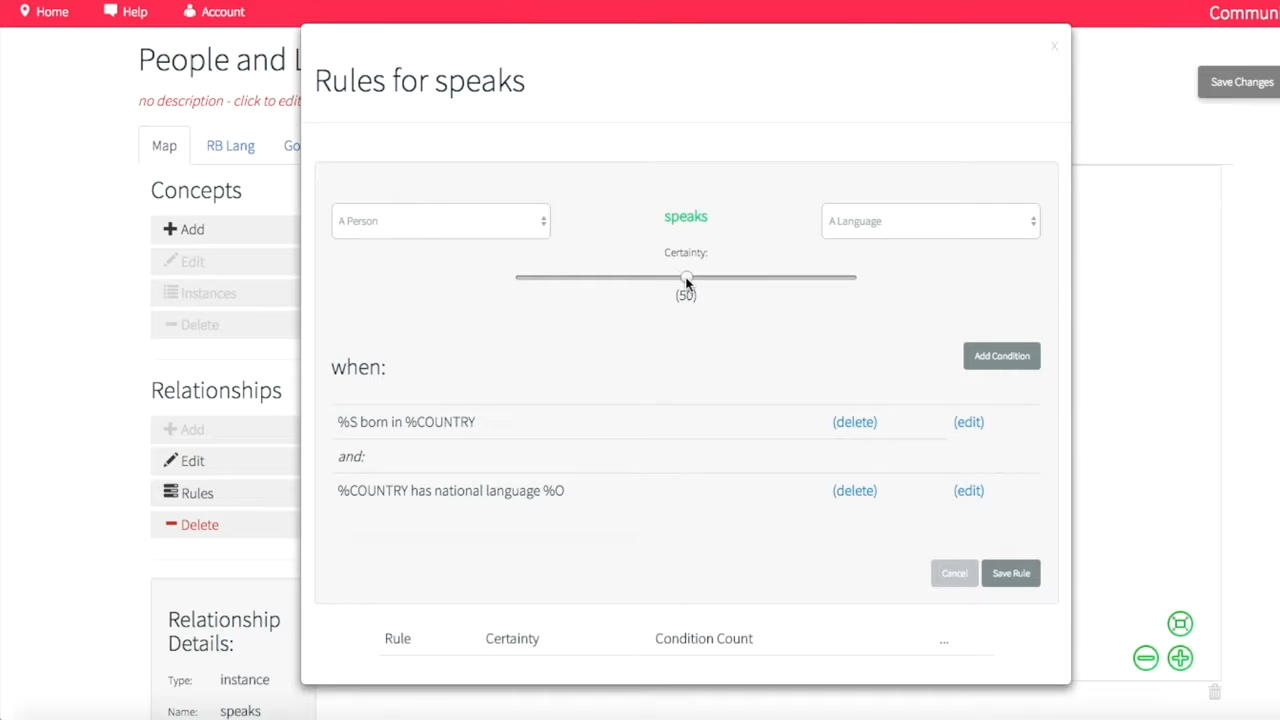 Home Help Account Commun
People and L
no description - click to edit
Map RB Lang Go
Concepts
Add
Edit
Instances
Delete
Relationships
Add
Edit
Rules
Delete
Relationship
Details:
Type: instance
Name: speaks
x
Rules for speaks
A Person speaks A Language
Certainty:
(50)
when:
Add Condition
%S born in %COUNTRY (delete) (edit)
and:
%COUNTRY has national language %O (delete) (edit)
Cancel Save Rule
Rule Certainty Condition Count ...
Save Changes